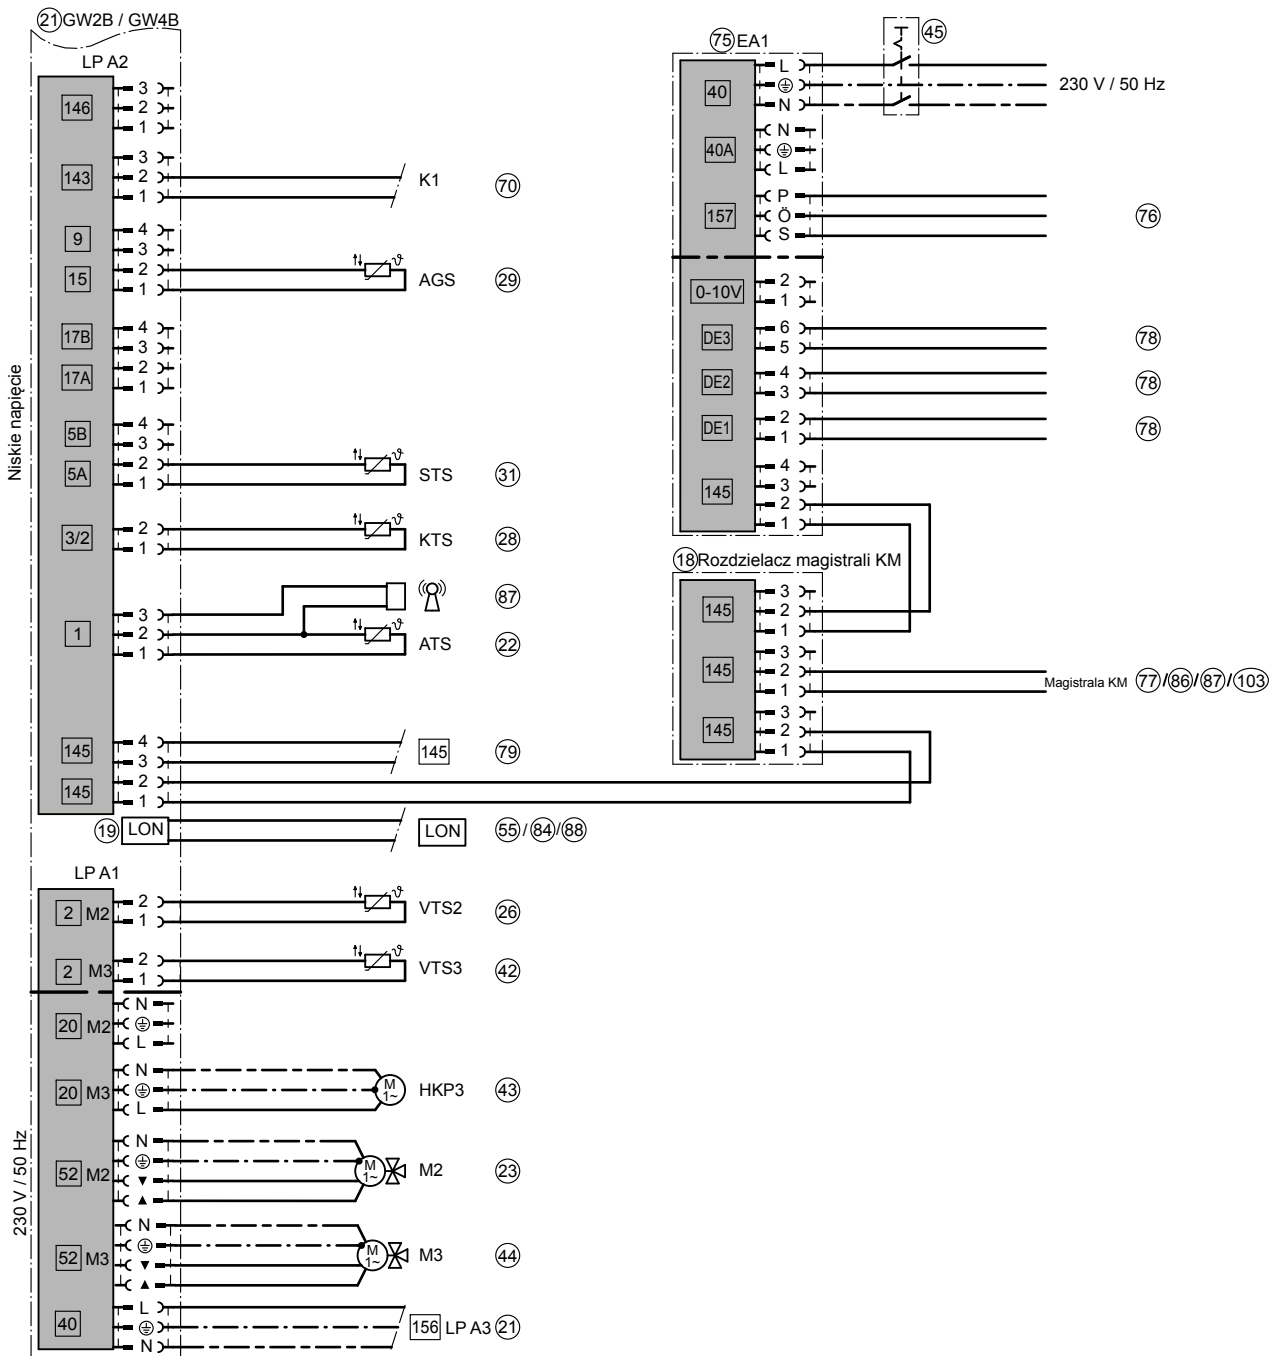 21 GW2B / GW4B
LP A2
146
3
2
1
143
3
2
1
K1 70
9
4
3
15
2
1
AGS 29
17B
4
3
17A
2
1
5B
4
3
5A
2
1
STS 31
3/2
2
1
KTS 28
87
1
3
2
1
ATS 22
145
4
3
145 79
145
2
1
19 LON LON 55/84/88
Niskie napięcie
LP A1
2 M2
2
1
VTS2 26
2 M3
2
1
VTS3 42
20 M2
N
L
20 M3
N
L
M
1~
HKP3 43
52 M2
N
▼
▲
M
1~
M2 23
52 M3
N
▼
▲
M
1~
M3 44
40
L
N
156 LP A3 21
230 V / 50 Hz
75 EA1
45
40
L
N
230 V / 50 Hz
40A
N
L
157
P
Ö
S
76
0-10V
2
1
DE3
6
5
78
DE2
4
3
78
DE1
2
1
78
145
4
3
2
1
18 Rozdzielacz magistrali KM
145
3
2
1
145
3
2
1
Magistrala KM 77/86/87/103
145
3
2
1